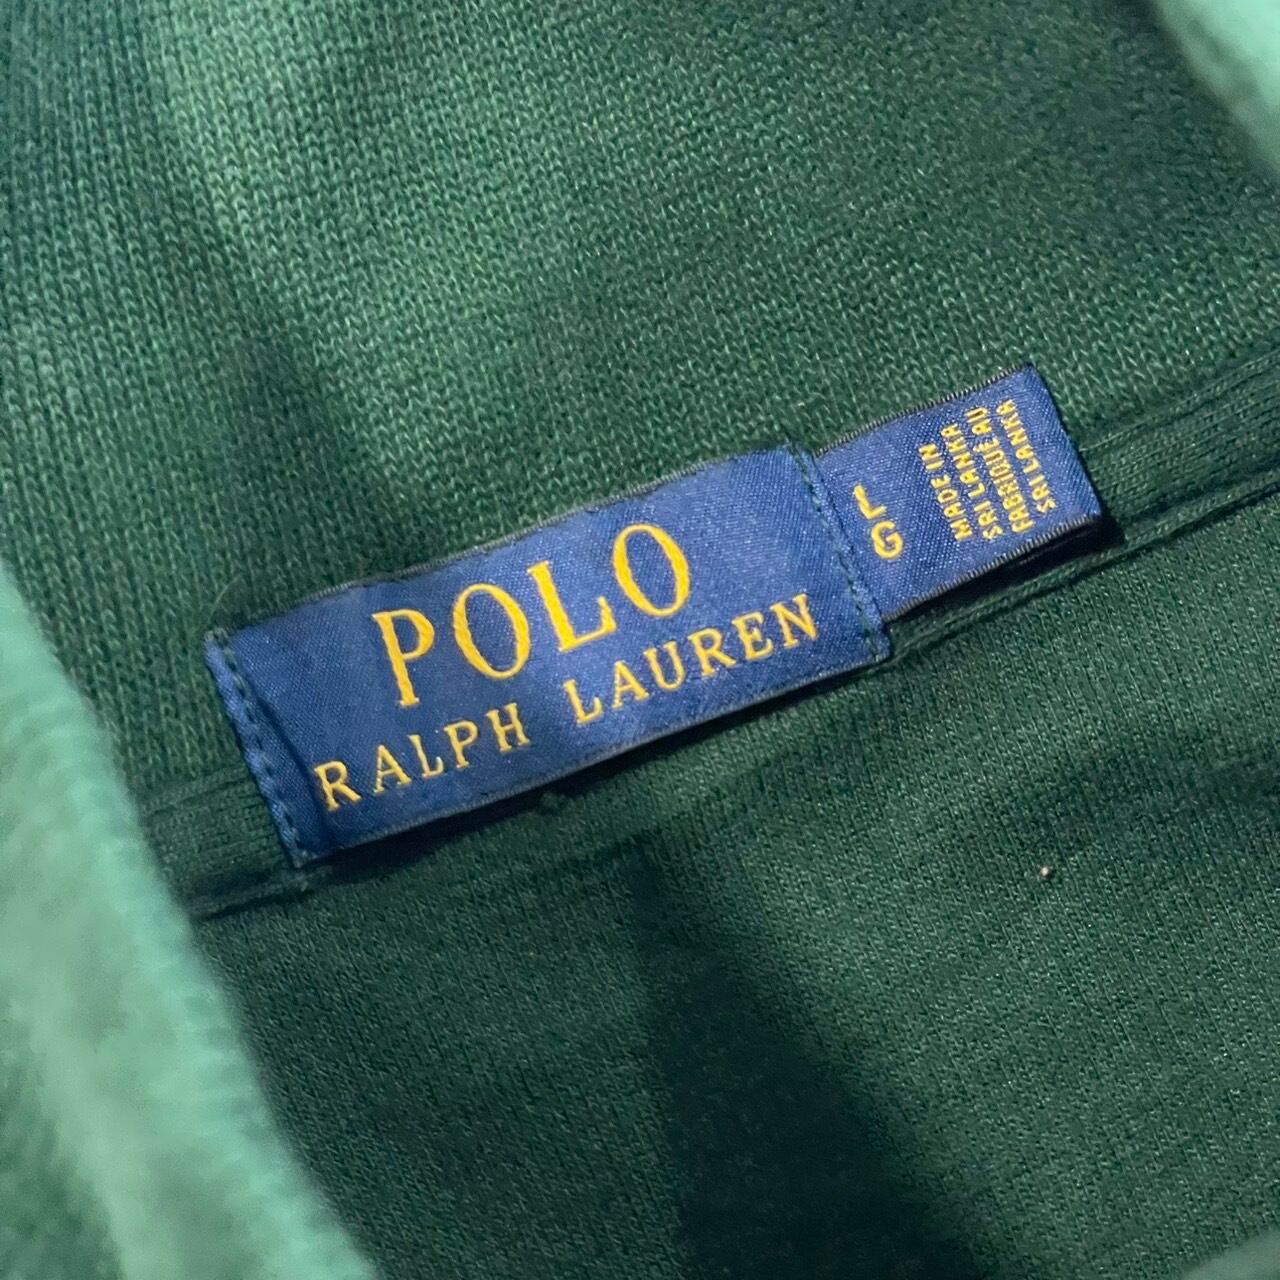 POLO
RALPH LAUREN
L
G
MADE IN
SRI LANKA
FABRIQUÉ AU
SRI LANKA